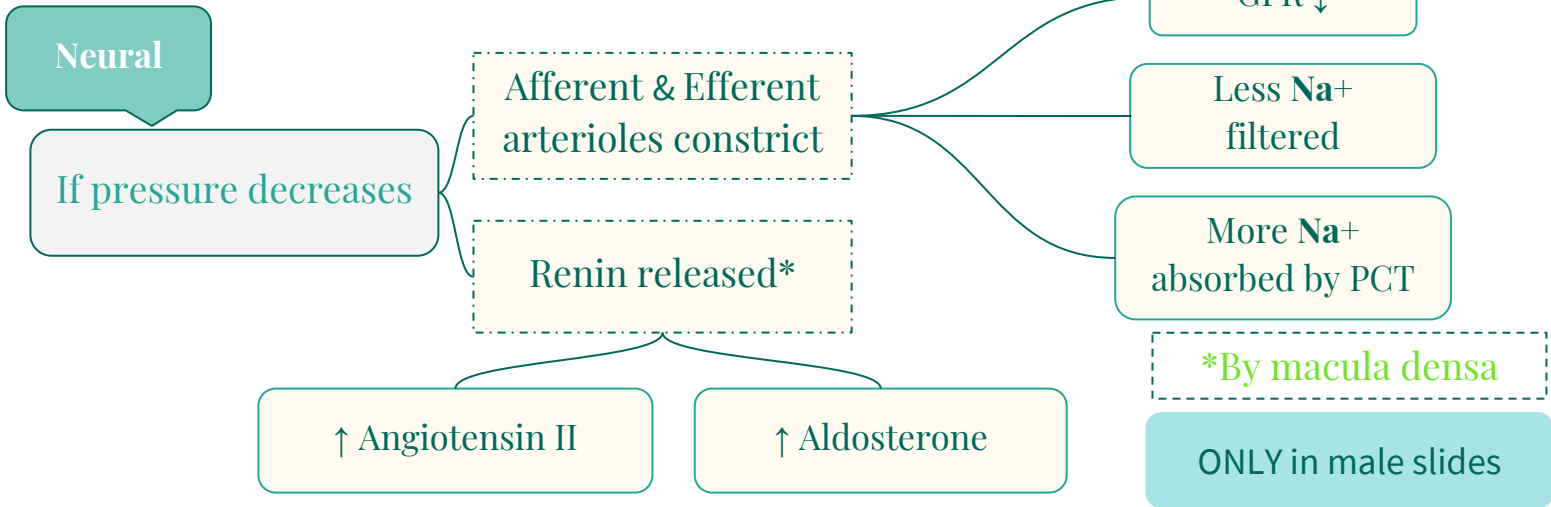 Neural
If pressure decreases
Afferent & Efferent
arterioles constrict
Renin released*
↑ Angiotensin II
↑ Aldosterone
GFR ↓
Less Na+
filtered
More Na+
absorbed by PCT
*By macula densa
ONLY in male slides